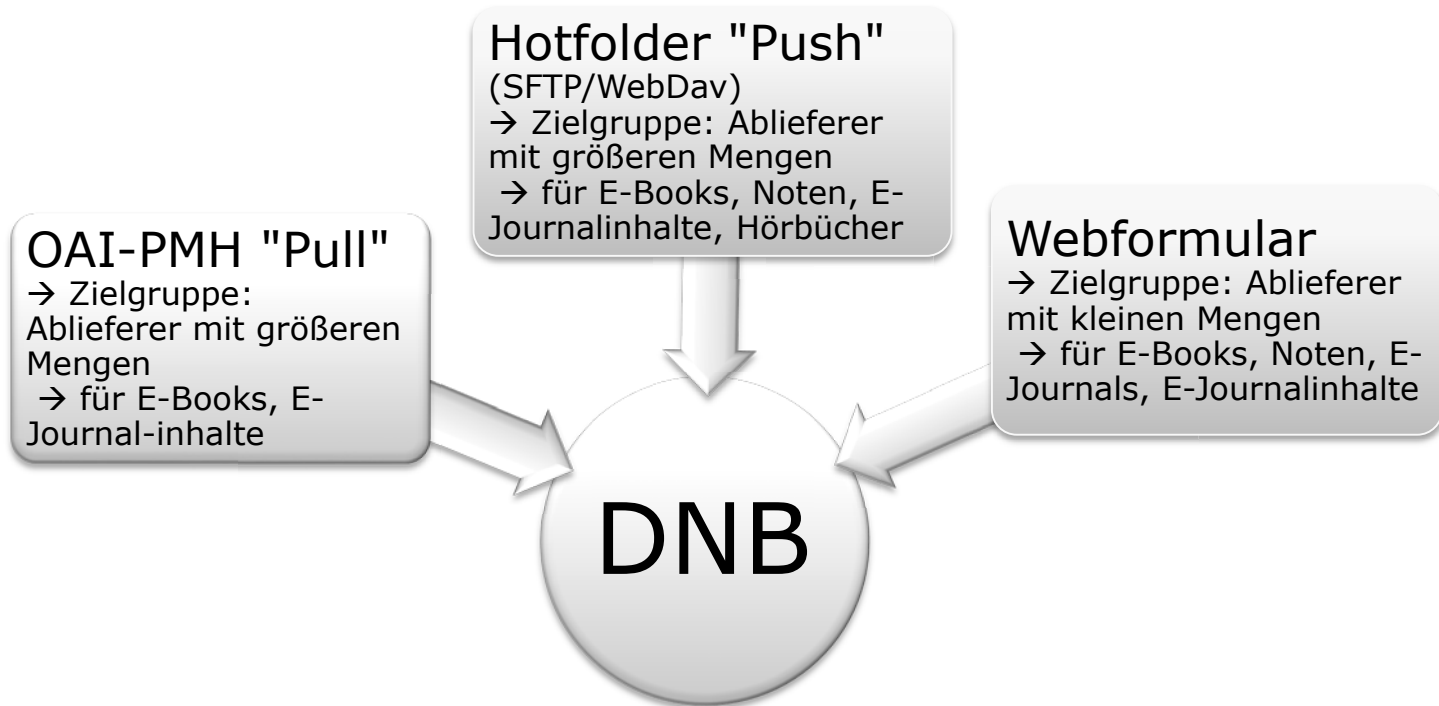 Hotfolder "Push"
(SFTP/WebDav)
→ Zielgruppe: Ablieferer
mit größeren Mengen
→ für E-Books, Noten, E-
Journalinhalte, Hörbücher
OAI-PMH "Pull"
→ Zielgruppe:
Ablieferer mit größeren
Mengen
→ für E-Books, E-
Journal-inhalte
Webformular
→ Zielgruppe: Ablieferer
mit kleinen Mengen
→ für E-Books, Noten, E-
Journals, E-Journalinhalte
DNB